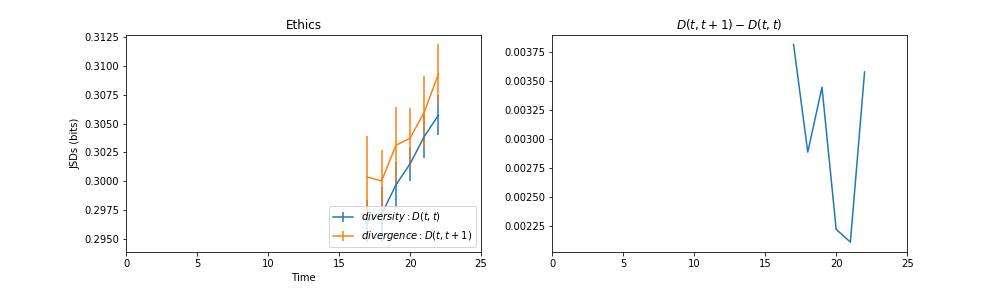 Ethics
JSDs (bits)
0.3125
0.3100
0.3075
0.3050
0.3025
0.3000
0.2975
0.2950
0 5 10 15 20 25
Time
diversity: D(t, t)
divergence: D(t, t + 1)
D(t, t + 1) − D(t, t)
0.00375
0.00350
0.00325
0.00300
0.00275
0.00250
0.00225
0 5 10 15 20 25